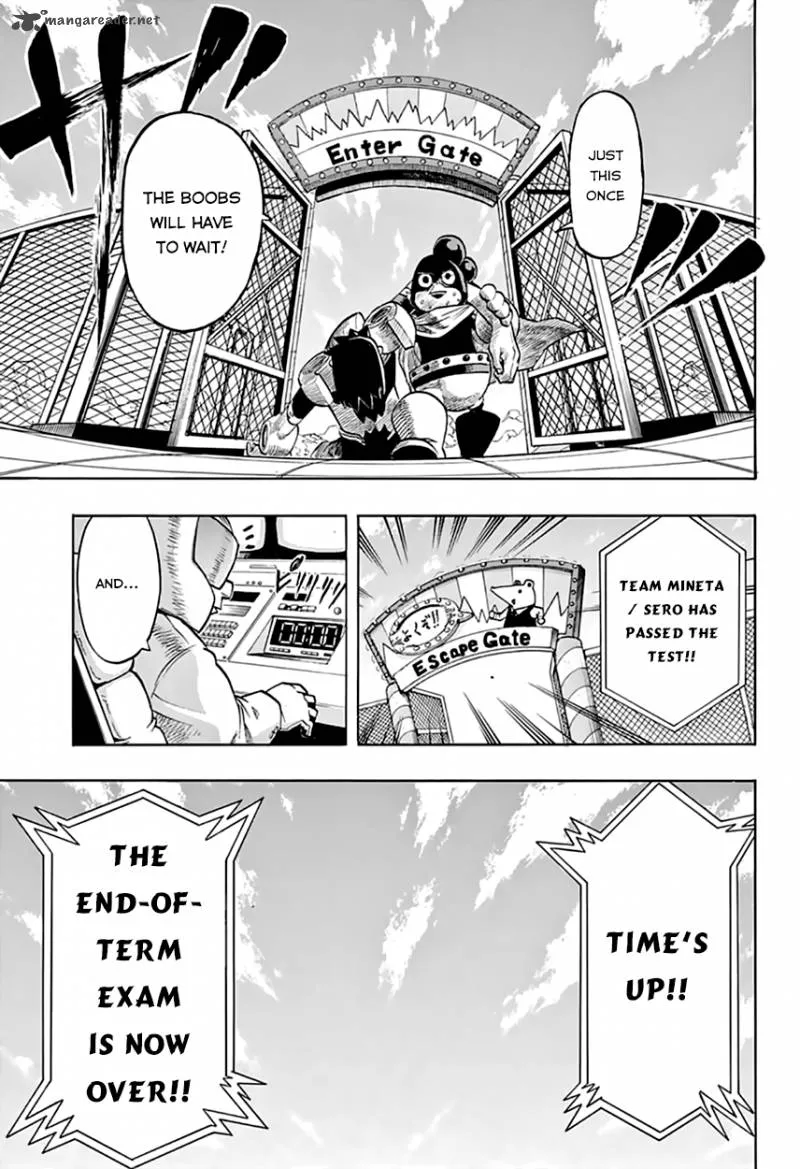 mangareader.net
JUST
THIS
ONCE
Enter Gate
THE BOOBS
WILL HAVE
TO WAIT!
TEAM MINETA
/ SERO HAS
PASSED THE
TEST!!
Escape Gate
AND...
TIME'S
UP!!
THE
END-OF-
TERM
EXAM
IS NOW
OVER!!